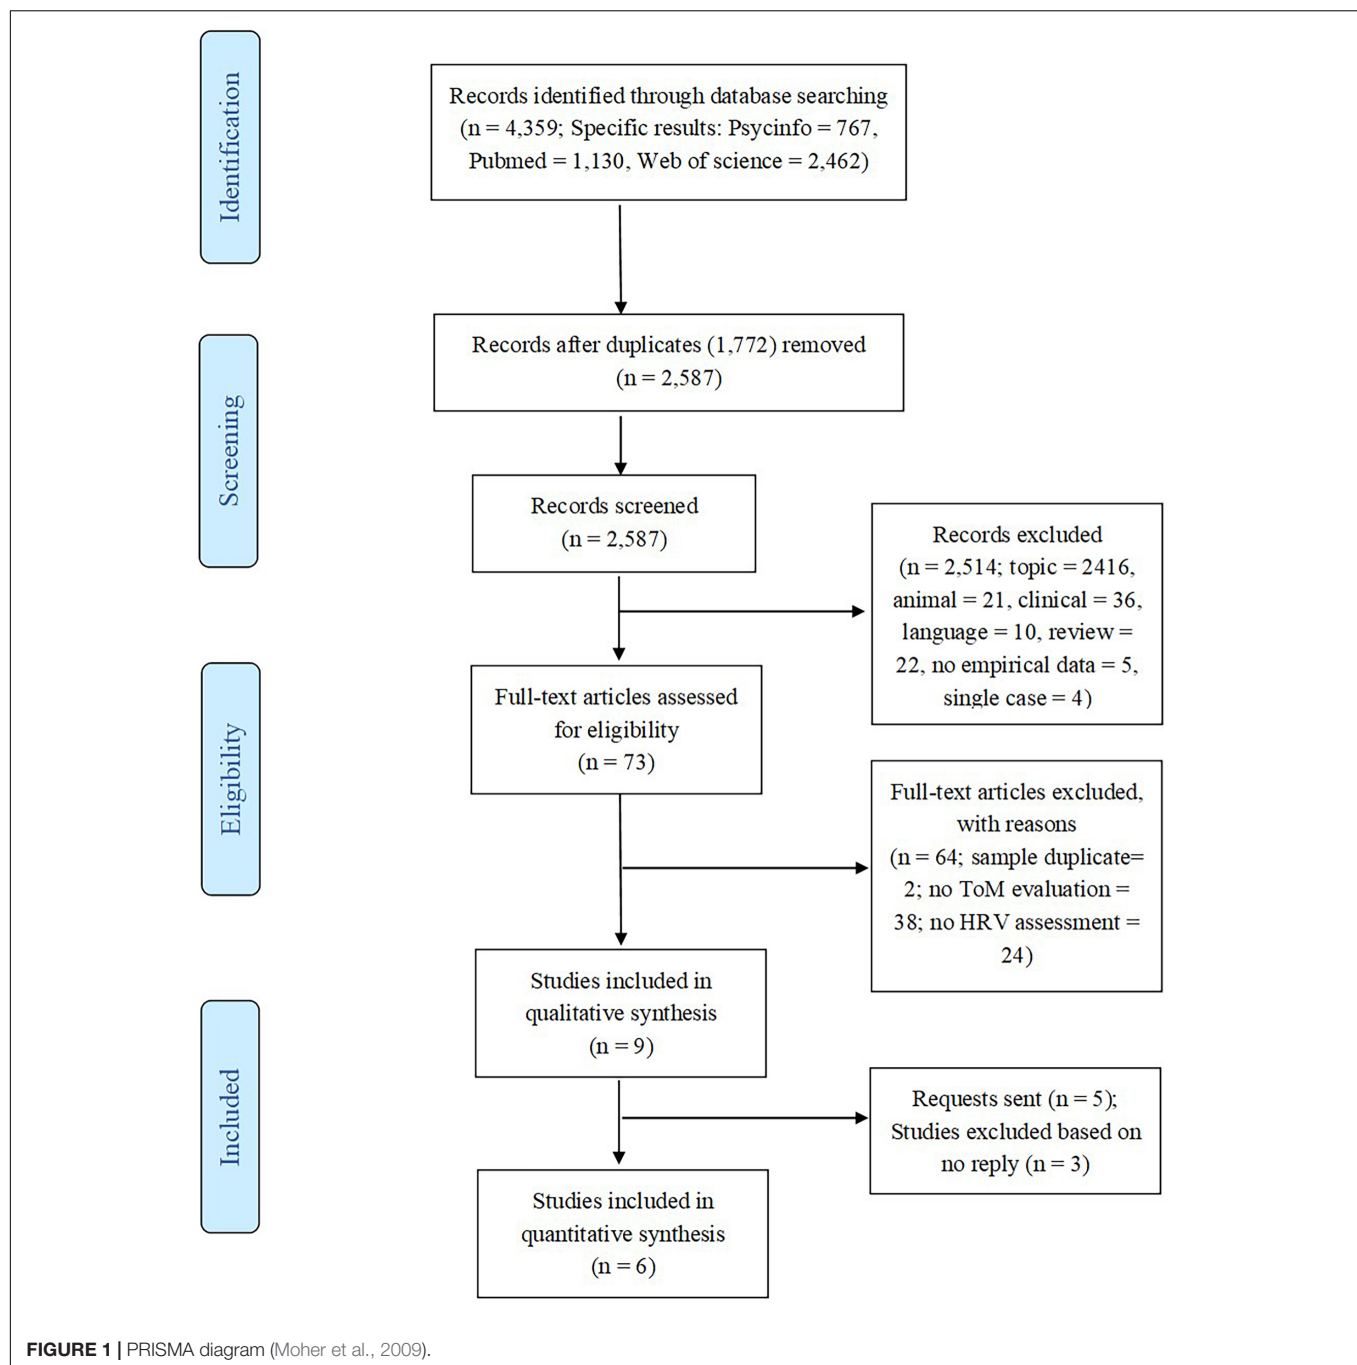 Identification
Records identified through database searching
(n = 4,359; Specific results: Psycinfo = 767,
Pubmed = 1,130, Web of science = 2,462)
Screening
Records after duplicates (1,772) removed
(n = 2,587)
Records screened
(n = 2,587)
Records excluded
(n = 2,514; topic = 2416,
animal = 21, clinical = 36,
language = 10, review =
22, no empirical data = 5,
single case = 4)
Eligibility
Full-text articles assessed
for eligibility
(n = 73)
Full-text articles excluded,
with reasons
(n = 64; sample duplicate=
2; no ToM evaluation =
38; no HRV assessment =
24)
Studies included in
qualitative synthesis
(n = 9)
Included
Requests sent (n = 5);
Studies excluded based on
no reply (n = 3)
Studies included in
quantitative synthesis
(n = 6)
FIGURE 1 | PRISMA diagram (Moher et al., 2009).